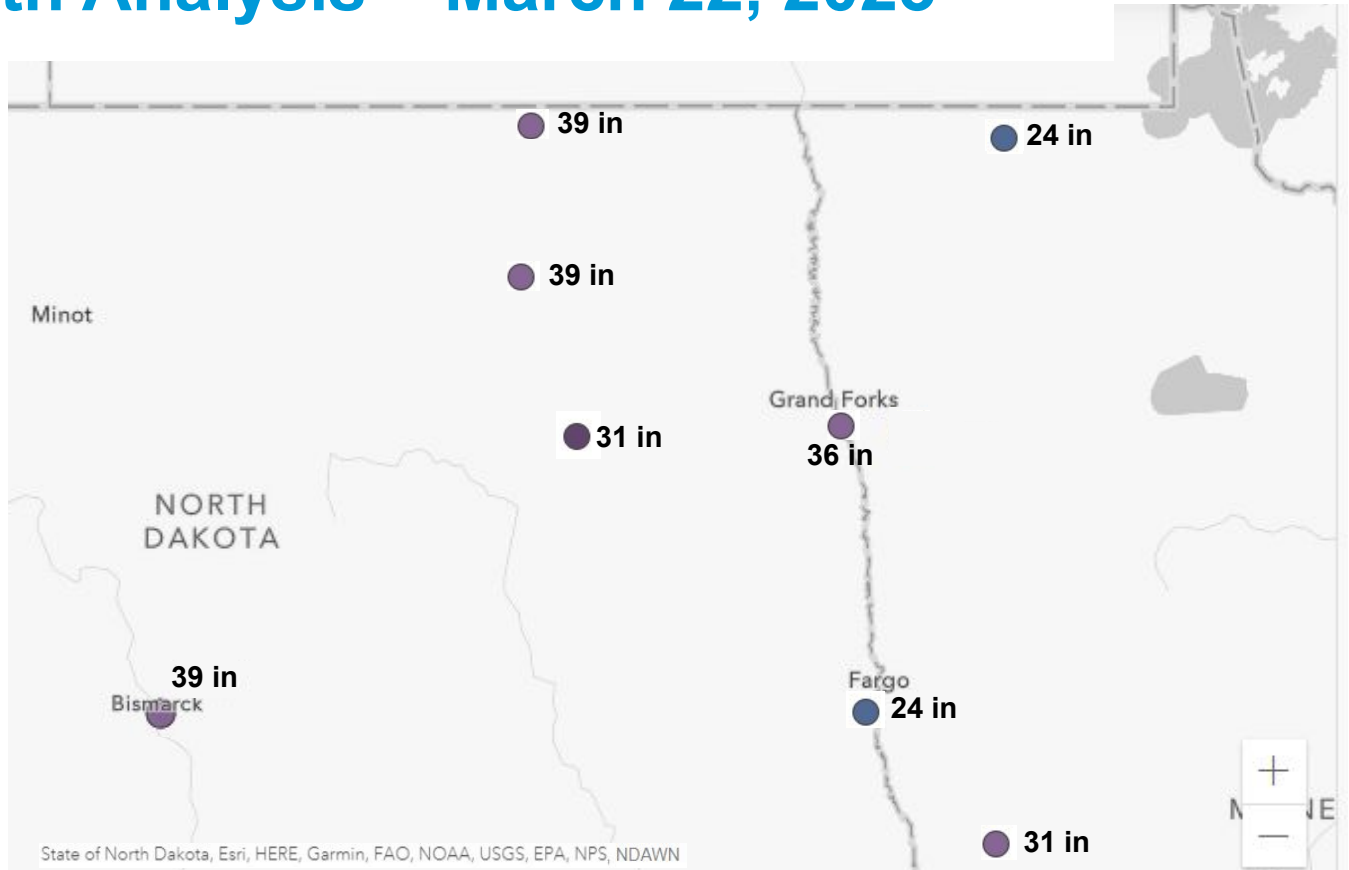 th Analysis – March 22, 2023
39 in
24 in
39 in
Minot
Grand Forks
36 in
31 in
NORTH
DAKOTA
39 in
Bismarck
Fargo
24 in
31 in
State of North Dakota, Esri, HERE, Garmin, FAO, NOAA, USGS, EPA, NPS, NDAWN